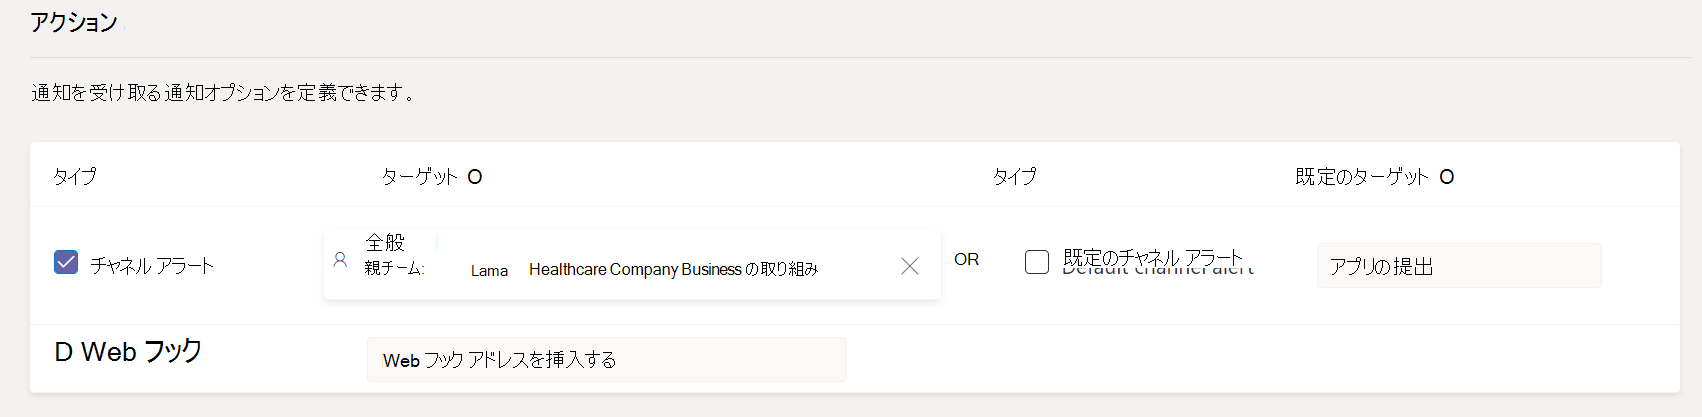 アクション
通知を受け取る通知オプションを定義できます。
タイプ ターゲット O タイプ 既定のターゲット O
チャネル アラート
全般
親チーム: Lama Healthcare Company Business の取り組み
OR
既定のチャネル アラート
Default channel alert
アプリの提出
D Web フック
Web フック アドレスを挿入する